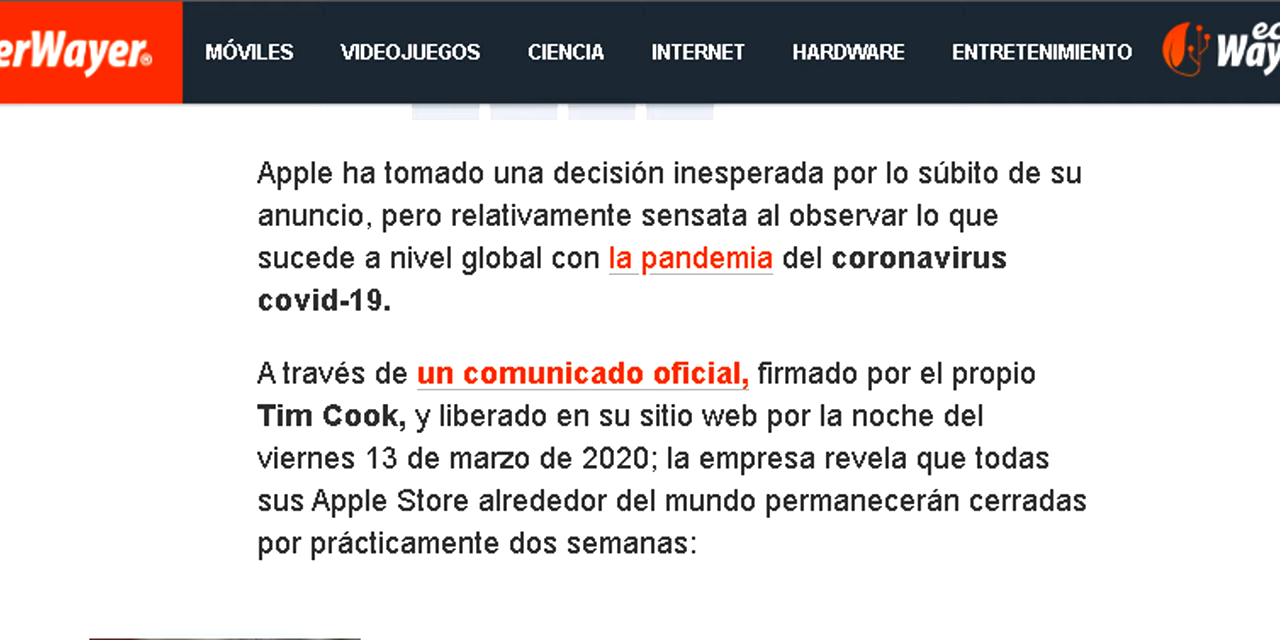 erWayer®
MÓVILES VIDEOJUEGOS CIENCIA INTERNET HARDWARE ENTRETENIMIENTO
Apple ha tomado una decisión inesperada por lo súbito de su
anuncio, pero relativamente sensata al observar lo que
sucede a nivel global con la pandemia del coronavirus
covid-19.
A través de un comunicado oficial, firmado por el propio
Tim Cook, y liberado en su sitio web por la noche del
viernes 13 de marzo de 2020; la empresa revela que todas
sus Apple Store alrededor del mundo permanecerán cerradas
por prácticamente dos semanas: